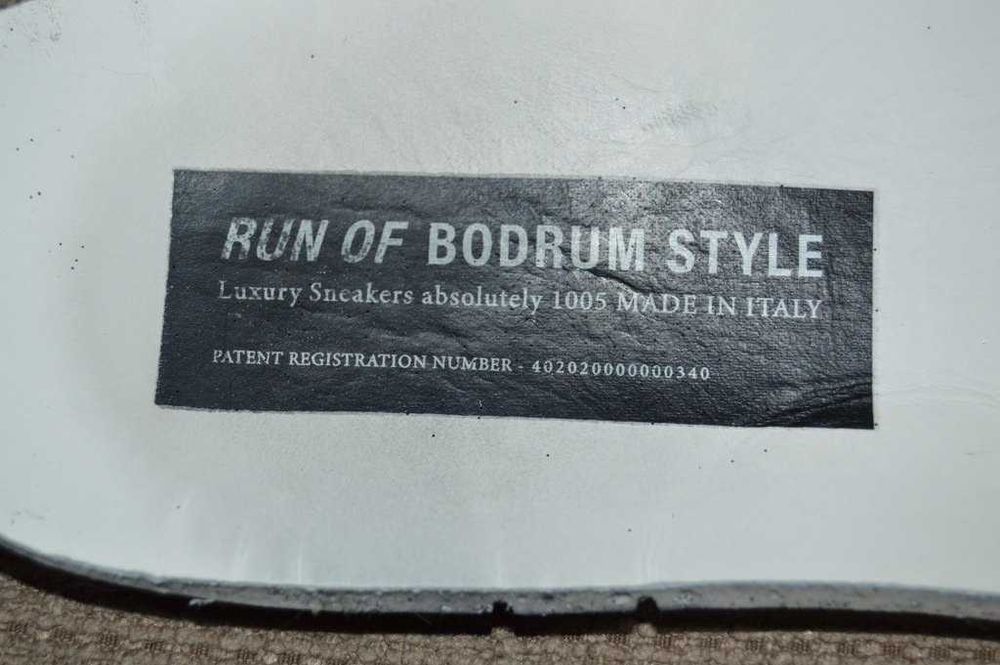 RUN OF BODRUM STYLE
Luxury Sneakers absolutely 1005 MADE IN ITALY
PATENT REGISTRATION NUMBER - 402020000000340